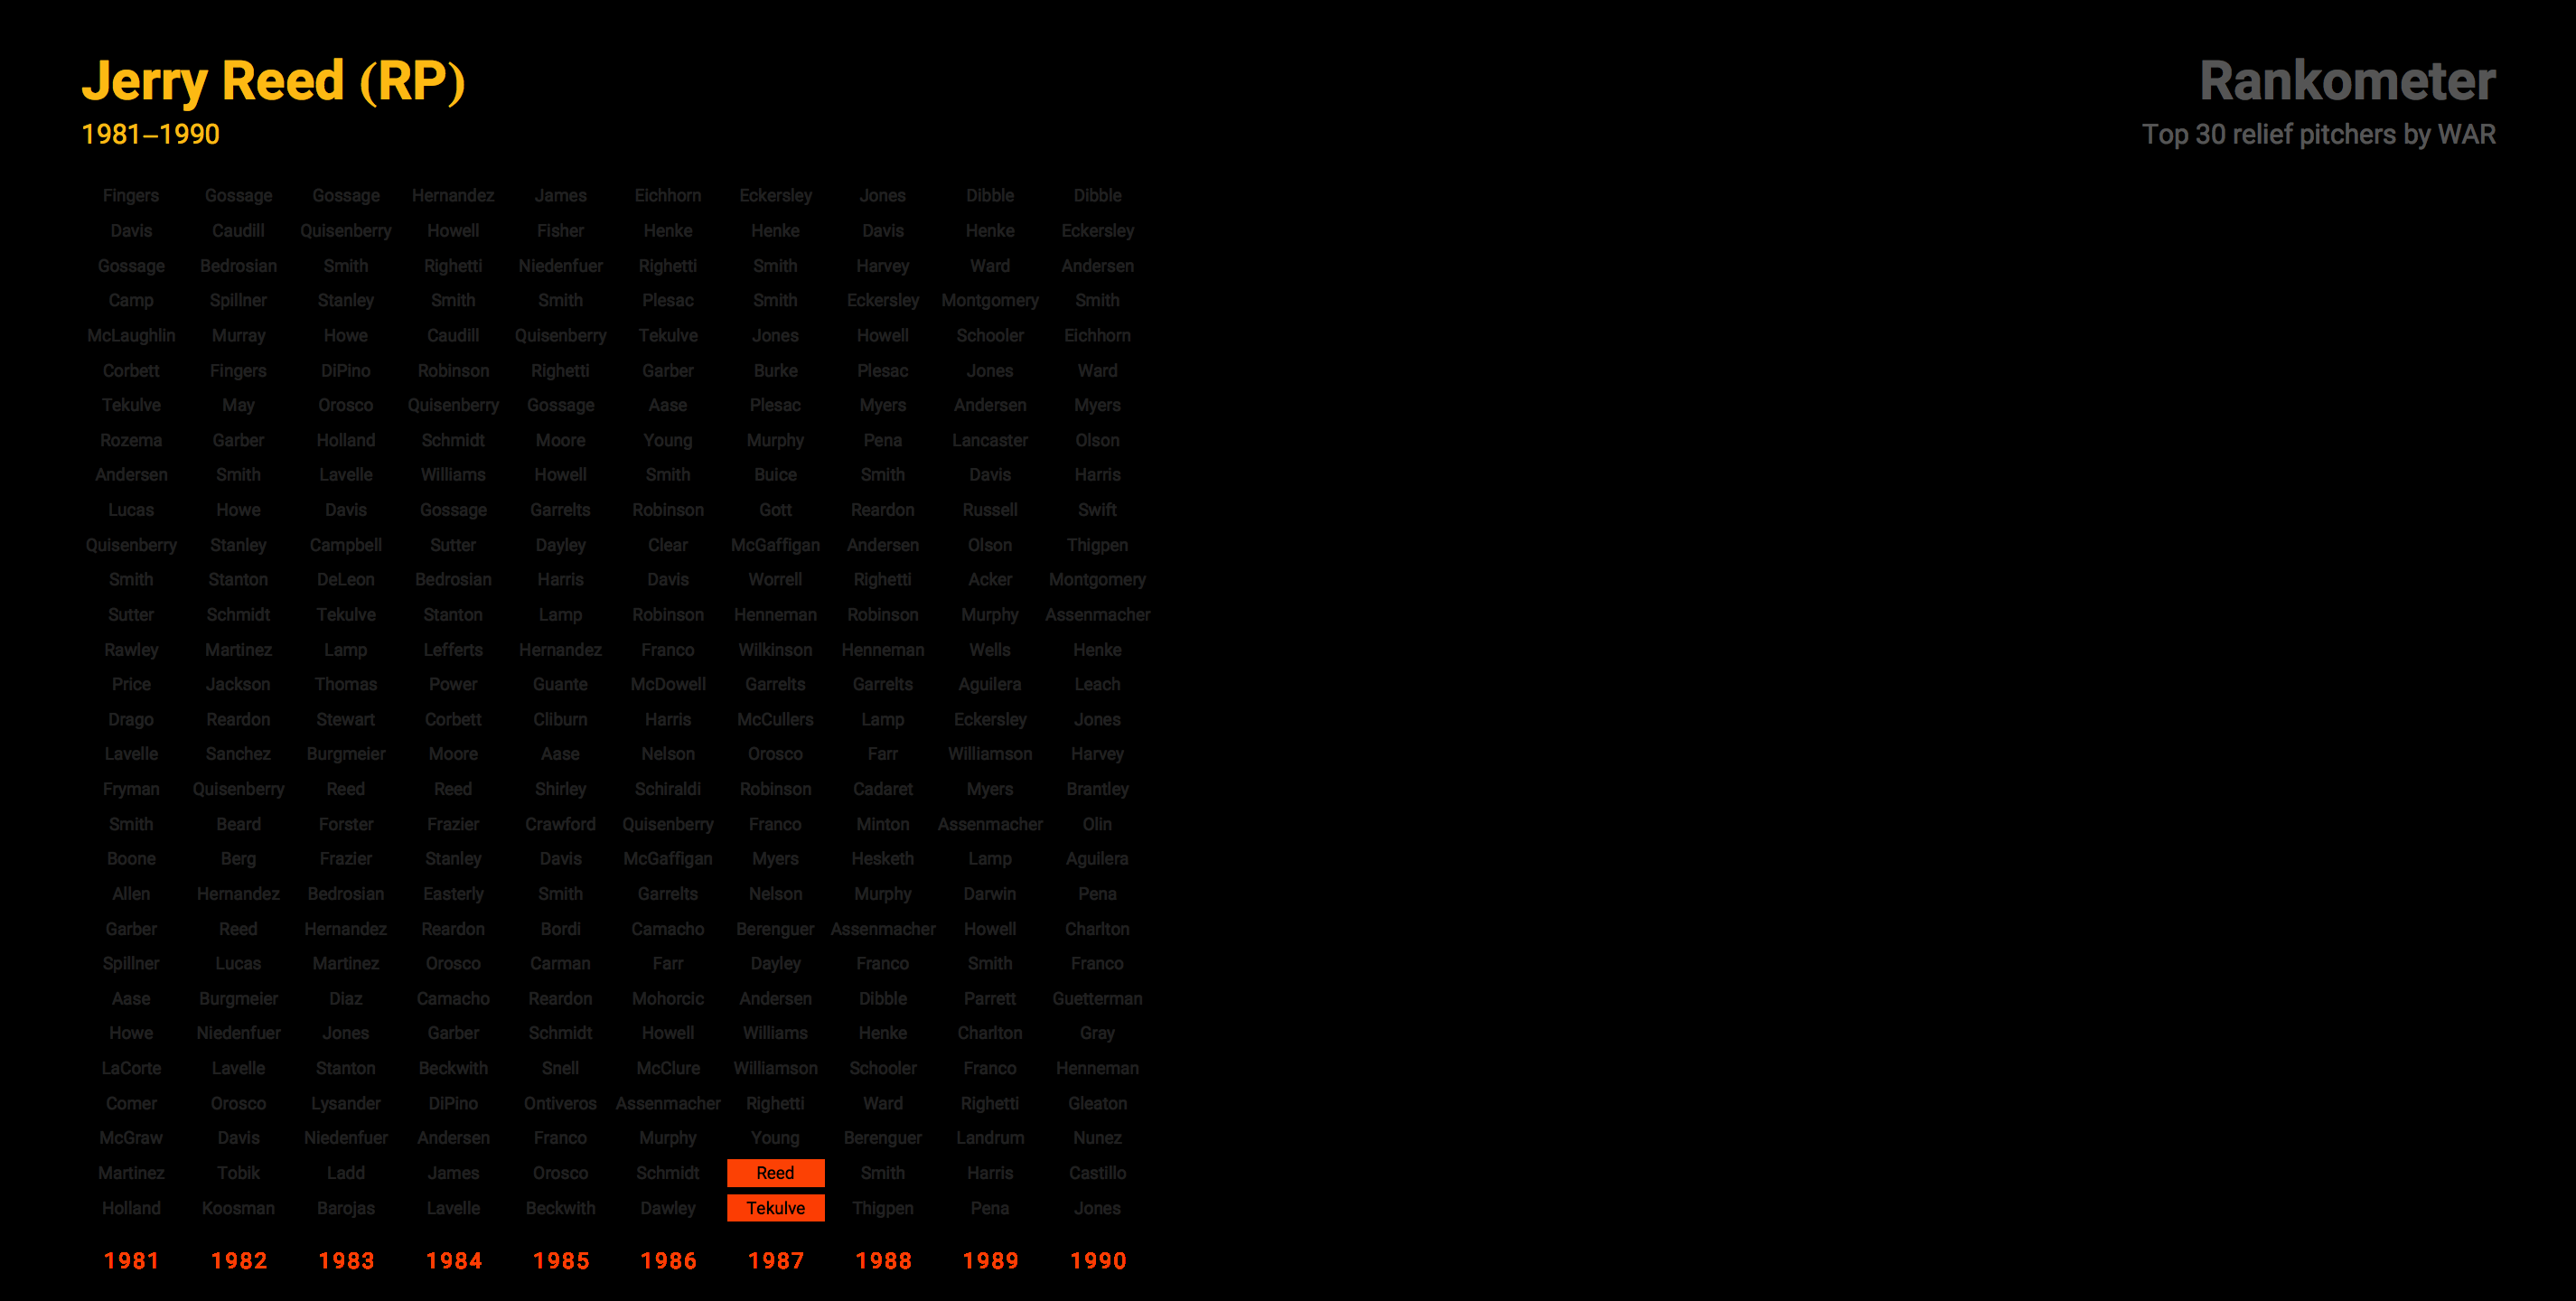 Jerry Reed (RP)
1981–1990
Rankometer
Top 30 relief pitchers by WAR
Fingers Gossage Gossage Hernandez James Eichhorn Eckersley Jones Dibble Dibble
Davis Caudill Quisenberry Howell Fisher Henke Henke Davis Henke Eckersley
Gossage Bedrosian Smith Righetti Niedenfuer Righetti Smith Harvey Ward Andersen
Camp Spillner Stanley Smith Smith Plesac Smith Eckersley Montgomery Smith
McLaughlin Murray Howe Caudill Quisenberry Tekulve Jones Howell Schooler Eichhorn
Corbett Fingers DiPino Robinson Righetti Garber Burke Plesac Jones Ward
Tekulve May Orosco Quisenberry Gossage Aase Plesac Myers Andersen Myers
Rozema Garber Holland Schmidt Moore Young Murphy Pena Lancaster Olson
Andersen Smith Lavelle Williams Howell Smith Buice Smith Davis Harris
Lucas Howe Davis Gossage Garrelts Robinson Gott Reardon Russell Swift
Quisenberry Stanley Campbell Sutter Dayley Clear McGaffigan Andersen Olson Thigpen
Smith Stanton DeLeon Bedrosian Harris Davis Worrell Righetti Acker Montgomery
Sutter Schmidt Tekulve Stanton Lamp Robinson Henneman Robinson Murphy Assenmacher
Rawley Martinez Lamp Lefferts Hernandez Franco Wilkinson Henneman Wells Henke
Price Jackson Thomas Power Guante McDowell Garrelts Garrelts Aguilera Leach
Drago Reardon Stewart Corbett Cliburn Harris McCullers Lamp Eckersley Jones
Lavelle Sanchez Burgmeier Moore Aase Nelson Orosco Farr Williamson Harvey
Fryman Quisenberry Reed Reed Shirley Schiraldi Robinson Cadaret Myers Brantley
Smith Beard Forster Frazier Crawford Quisenberry Franco Minton Assenmacher Olin
Boone Berg Frazier Stanley Davis McGaffigan Myers Hesketh Lamp Aguilera
Allen Hernandez Bedrosian Easterly Smith Garrelts Nelson Murphy Darwin Pena
Garber Reed Hernandez Reardon Bordi Camacho Berenguer Assenmacher Howell Charlton
Spillner Lucas Martinez Orosco Carman Farr Dayley Franco Smith Franco
Aase Burgmeier Diaz Camacho Reardon Mohorcic Andersen Dibble Parrett Guetterman
Howe Niedenfuer Jones Garber Schmidt Howell Williams Henke Charlton Gray
LaCorte Lavelle Stanton Beckwith Snell McClure Williamson Schooler Franco Henneman
Comer Orosco Lysander DiPino Ontiveros Assenmacher Righetti Ward Righetti Gleaton
McGraw Davis Niedenfuer Andersen Franco Murphy Young Berenguer Landrum Nunez
Martinez Tobik Ladd James Orosco Schmidt Reed Smith Harris Castillo
Holland Koosman Barojas Lavelle Beckwith Dawley Tekulve Thigpen Pena Jones
1981 1982 1983 1984 1985 1986 1987 1988 1989 1990